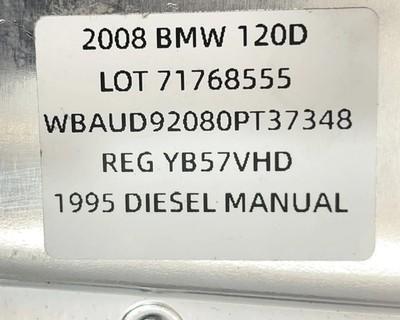 2008 BMW 120D
LOT 71768555
WBAUD92080PT37348
REG YB57VHD
1995 DIESEL MANUAL